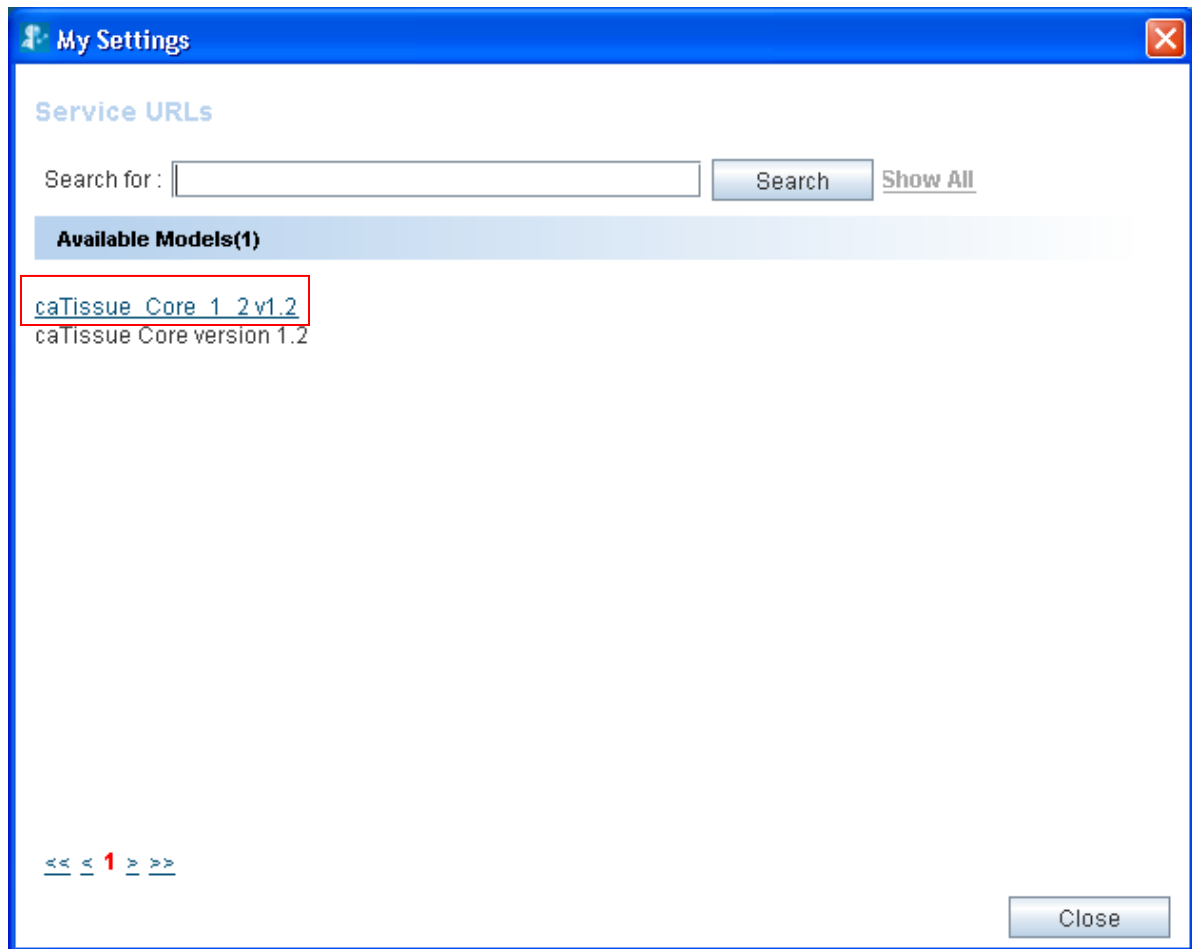 My Settings
Service URLs
Search for : Search Show All
Available Models(1)
caTissue_Core_1_2 v1.2
caTissue Core version 1.2
<< < 1 > >>
Close